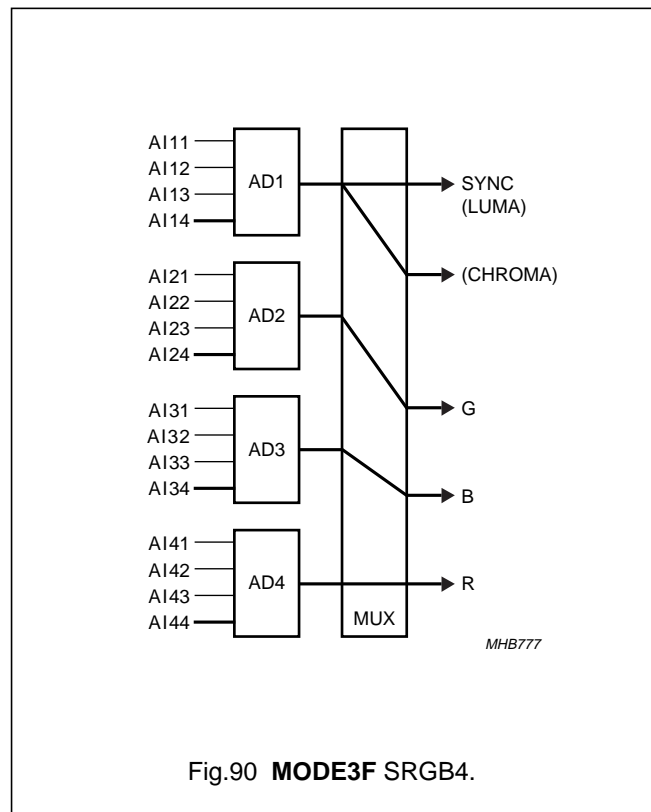 AI11
AI12
AI13
AI14
AD1
SYNC
(LUMA)
(CHROMA)
AI21
AI22
AI23
AI24
AD2
G
AI31
AI32
AI33
AI34
AD3
B
AI41
AI42
AI43
AI44
AD4
R
MUX
MHB777
Fig.90 MODE3F SRGB4.